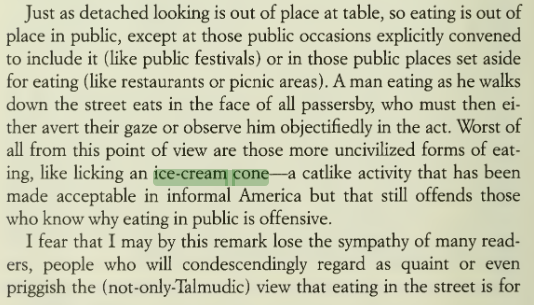 Just as detached looking is out of place at table, so eating is out of
place in public, except at those public occasions explicitly convened
to include it (like public festivals) or in those public places set aside
for eating (like restaurants or picnic areas). A man eating as he walks
down the street eats in the face of all passersby, who must then ei-
ther avert their gaze or observe him objectifiedly in the act. Worst of
all from this point of view are those more uncivilized forms of eat-
ing, like licking an ice-cream cone—a catlike activity that has been
made acceptable in informal America but that still offends those
who know why eating in public is offensive.
I fear that I may by this remark lose the sympathy of many read-
ers, people who will condescendingly regard as quaint or even
priggish the (not-only-Talmudic) view that eating in the street is for